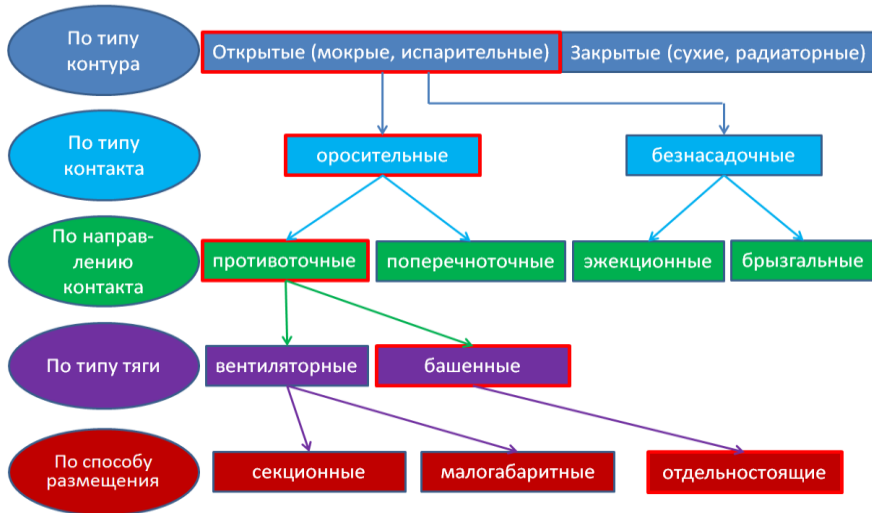 По типу
контура
Открытые (мокрые, испарительные)
Закрытые (сухие, радиаторные)
По типу
контакта
оросительные
безнасадочные
По направ-
лению
контакта
противоточные
поперечноточные
эжекционные
брызгальные
По типу тяги
вентиляторные
башенные
По способу
размещения
секционные
малогабаритные
отдельностоящие